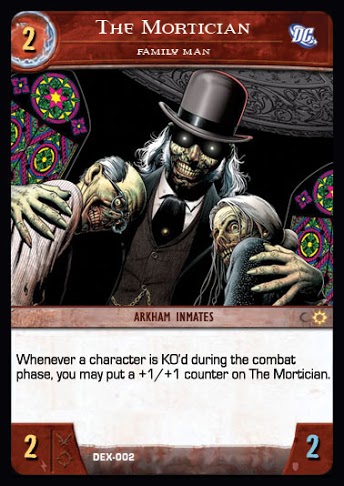 2
The Mortician
DC
FAMILY MAN
ARKHAM INMATES
Whenever a character is KO'd during the combat
phase, you may put a +1/+1 counter on The Mortician.
2
DEX-002
2